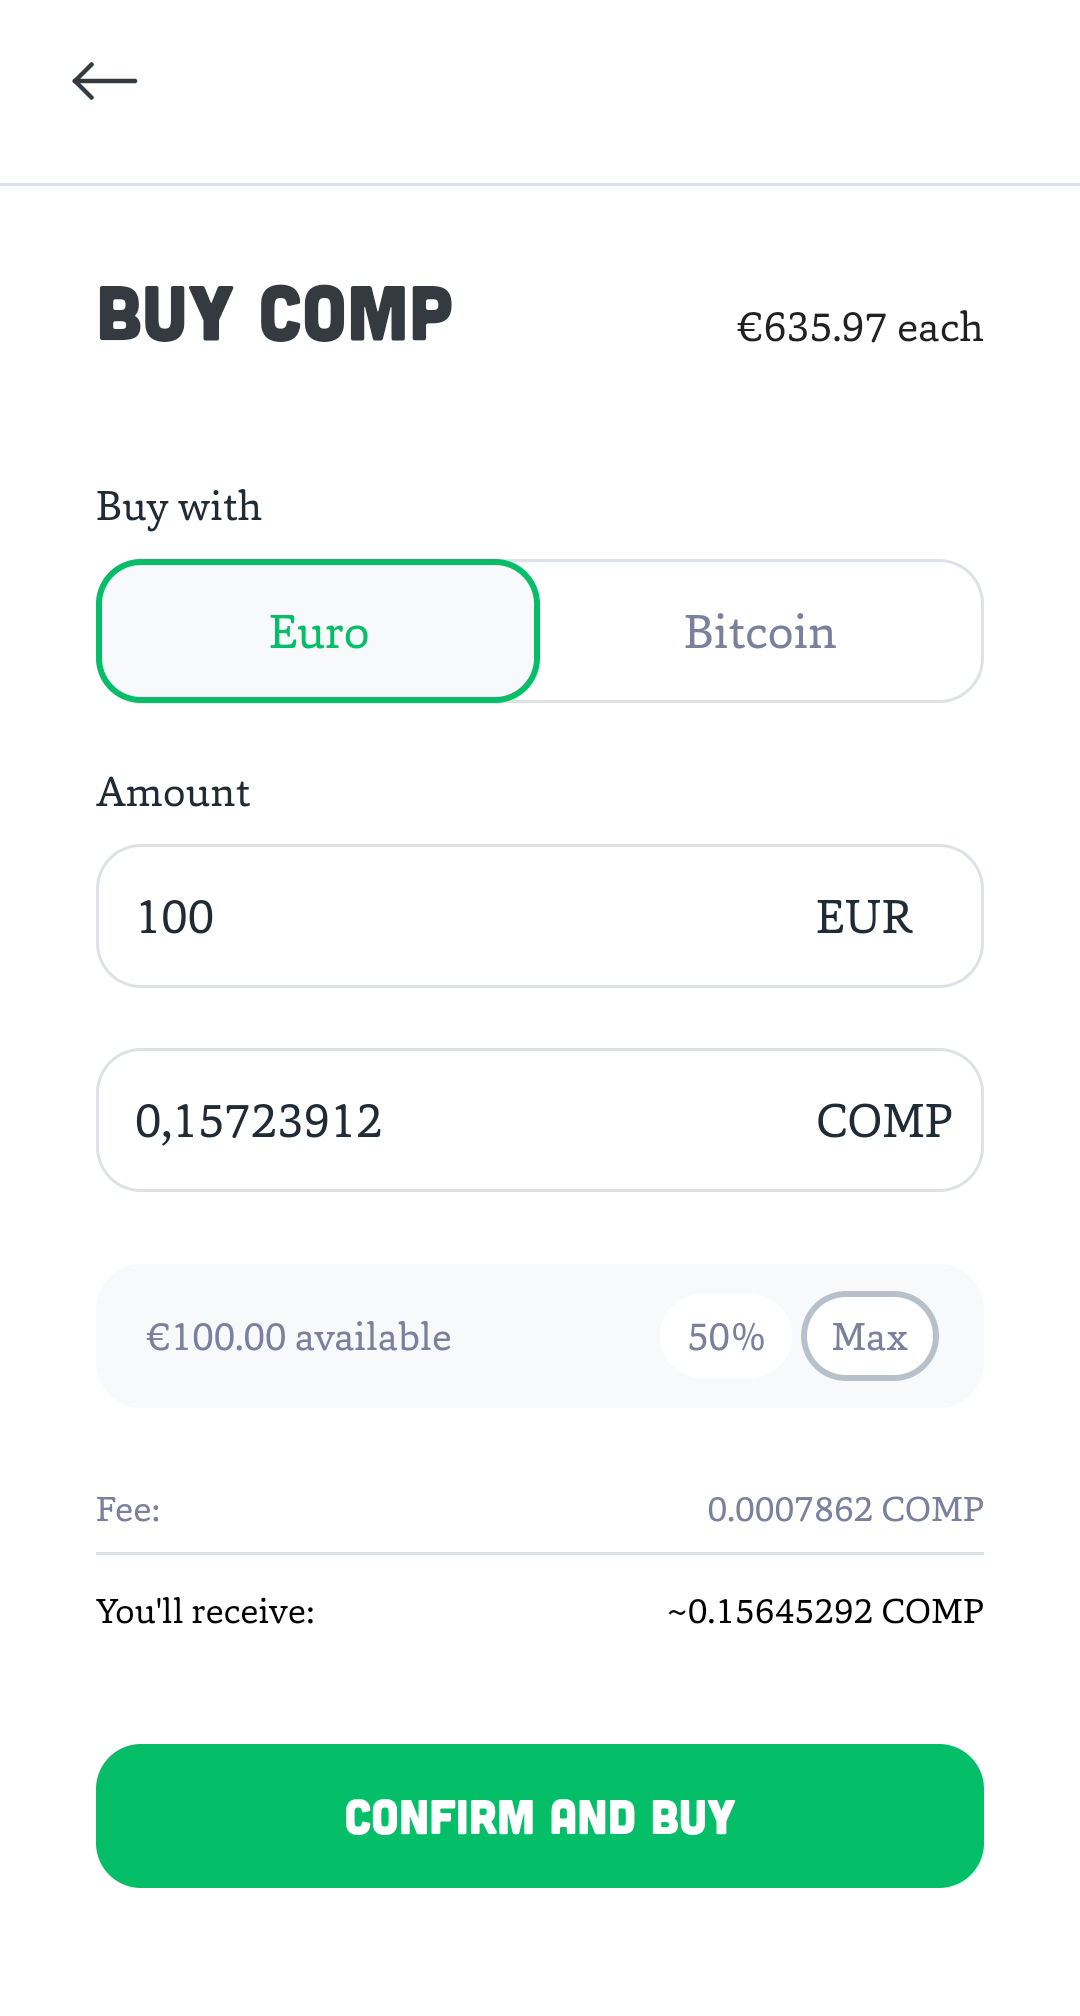 BUY COMP
€635.97 each
Buy with
Euro
Bitcoin
Amount
100 EUR
0,15723912 COMP
€100.00 available 50% Max
Fee: 0.0007862 COMP
You'll receive: ~0.15645292 COMP
CONFIRM AND BUY